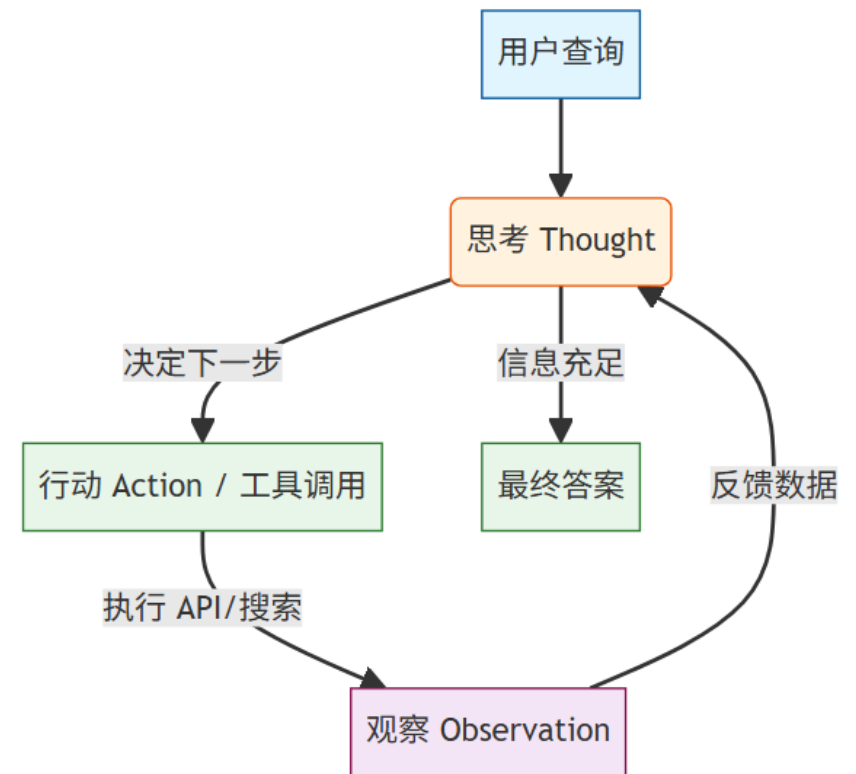 用户查询
思考 Thought
决定下一步
信息充足
行动 Action / 工具调用
最终答案
反馈数据
执行 API/搜索
观察 Observation